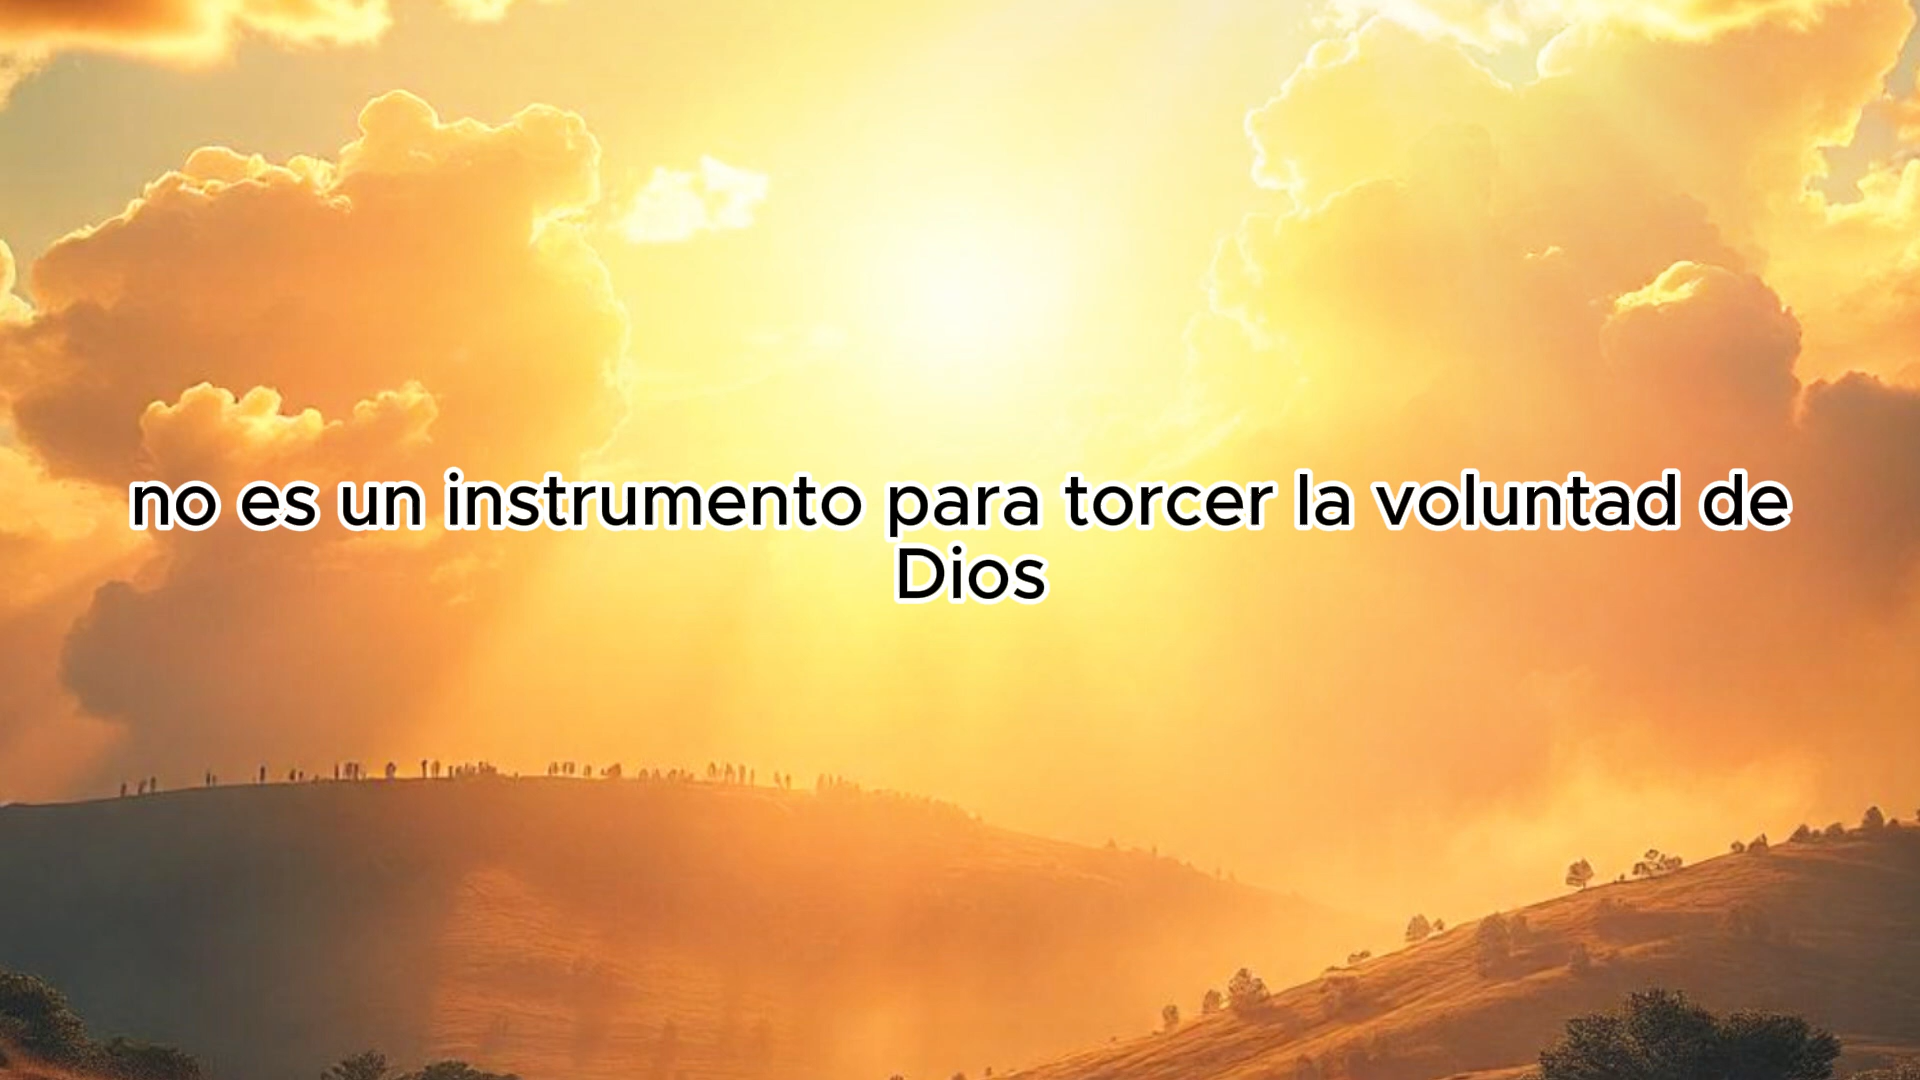 no es un instrumento para torcer la voluntad de
Dios